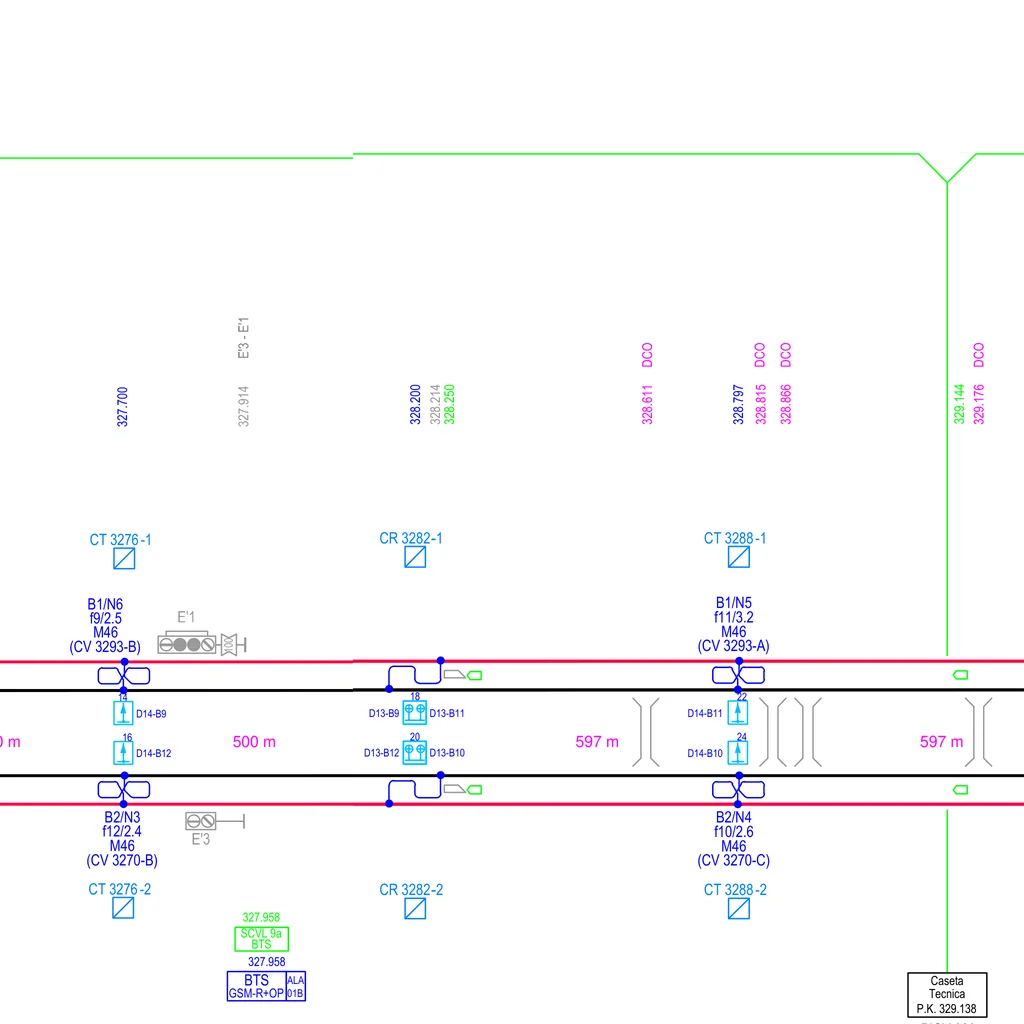 E'3 - E'1
DCO
DCO
DCO
DCO
327.700
327.914
328.200
328.214
328.250
328.611
328.797
328.815
328.866
329.144
329.176
CT 3276-1
CR 3282-1
CT 3288-1
B1/N6
f9/2.5
M46
(CV 3293-B)
E'1
100
B1/N5
f11/3.2
M46
(CV 3293-A)
14
D14-B9
18
D13-B9
D13-B11
22
D14-B11
0 m
500 m
597 m
597 m
16
D14-B12
20
D13-B12
D13-B10
24
D14-B10
B2/N3
f12/2.4
M46
(CV 3270-B)
E'3
B2/N4
f10/2.6
M46
(CV 3270-C)
CT 3276-2
CR 3282-2
CT 3288-2
327.958
SCVL 9a
BTS
327.958
BTS
GSM-R+OP
ALA
01B
Caseta
Tecnica
P.K. 329.138